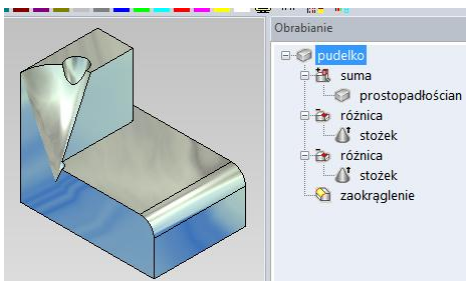 Obrabianie
pudelko
suma
prostopadłościan
różnica
stożek
różnica
stożek
zaokrąglenie